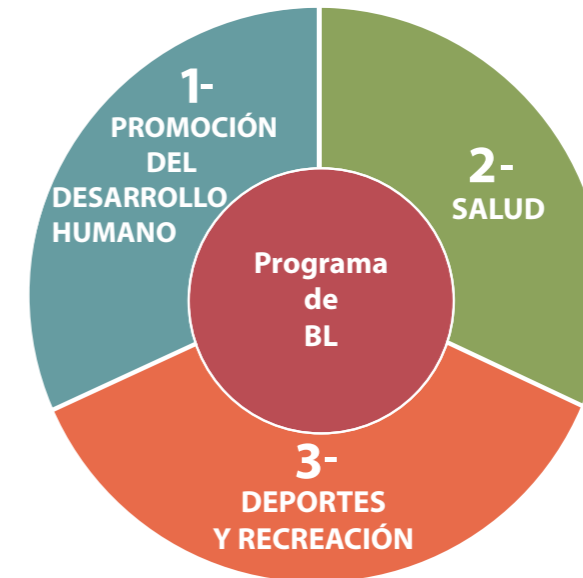 1-
PROMOCIÓN
DEL
DESARROLLO
HUMANO
2-
SALUD
Programa
de
BL
3-
DEPORTES
Y RECREACIÓN